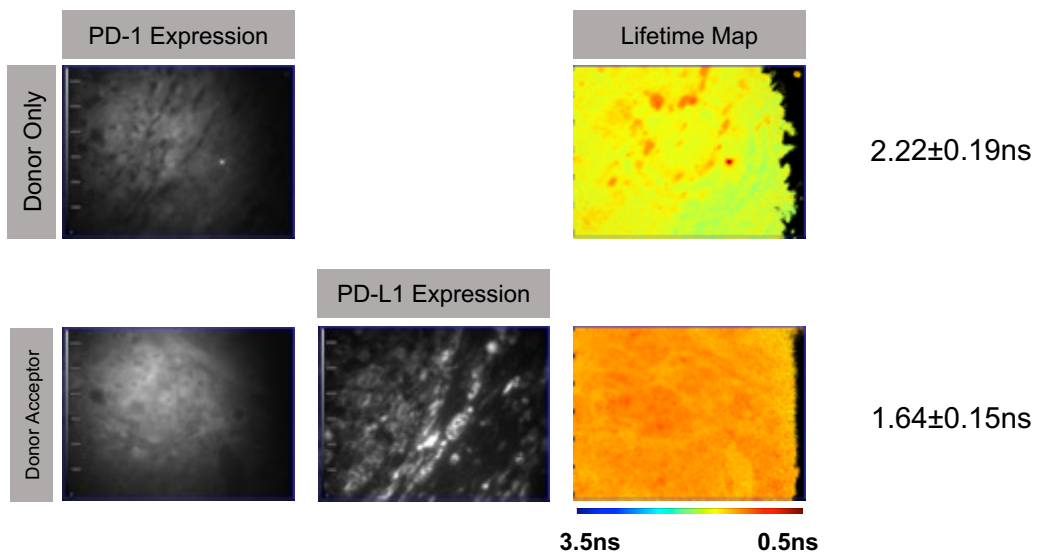 PD-1 Expression
Lifetime Map
Donor Only
2.22±0.19ns
PD-L1 Expression
Donor Acceptor
1.64±0.15ns
3.5ns
0.5ns